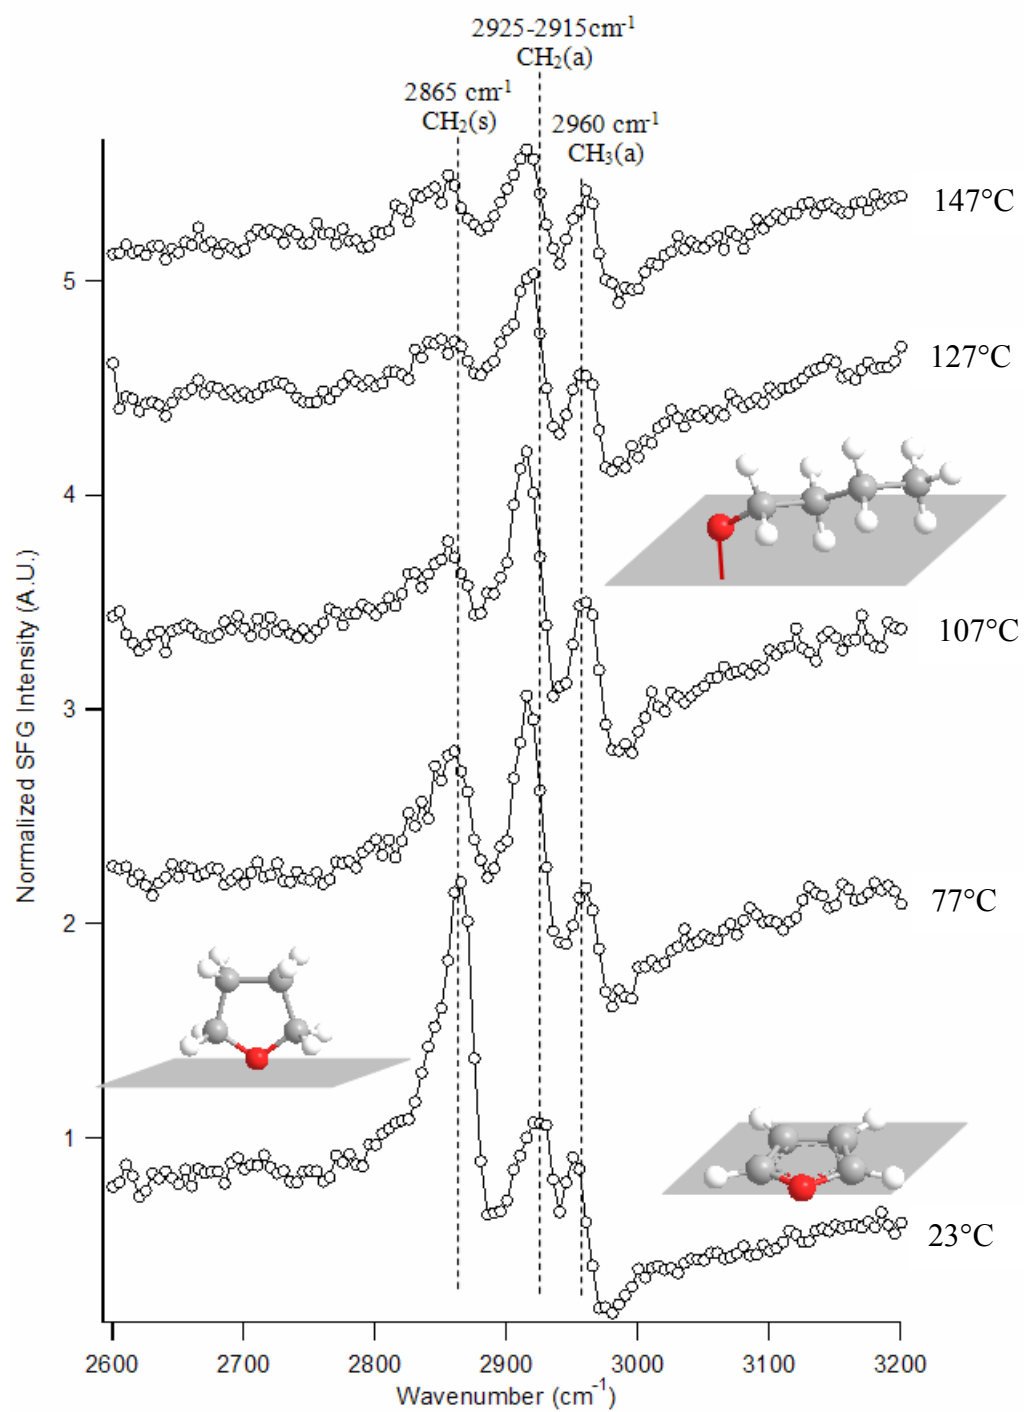 2925-2915cm⁻¹
CH₂(a)
2865 cm⁻¹
CH₂(s)
2960 cm⁻¹
CH₃(a)
147°C
5
127°C
4
107°C
3
77°C
2
1
23°C
Normalized SFG Intensity (A.U.)
2600 2700 2800 2900 3000 3100 3200
Wavenumber (cm⁻¹)